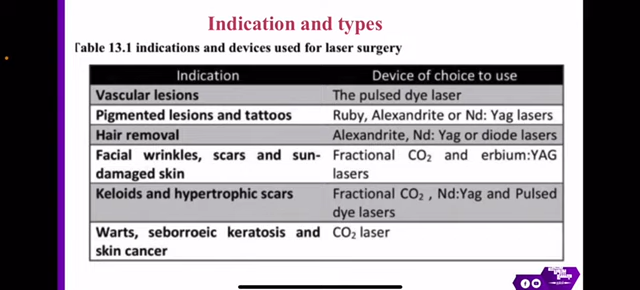 Indication and types
Table 13.1 indications and devices used for laser surgery
Indication Device of choice to use
Vascular lesions The pulsed dye laser
Pigmented lesions and tattoos Ruby, Alexandrite or Nd: Yag lasers
Hair removal Alexandrite, Nd: Yag or diode lasers
Facial wrinkles, scars and sun- Fractional CO₂ and erbium:YAG
damaged skin lasers
Keloids and hypertrophic scars Fractional CO₂ , Nd:Yag and Pulsed
dye lasers
Warts, seborroeic keratosis and CO₂ laser
skin cancer